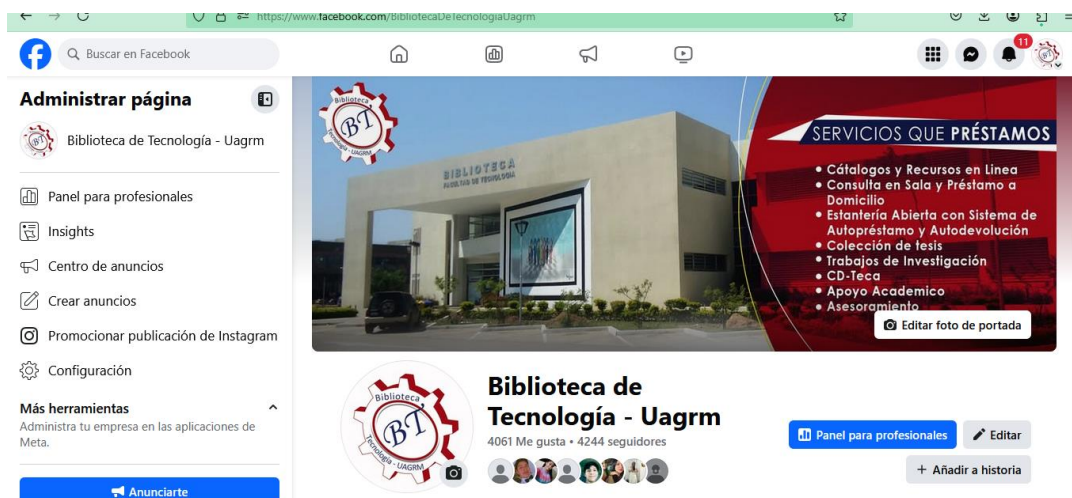 https://www.facebook.com/BibliotecaDeTecnologiaUagrm
Buscar en Facebook
11
Administrar página
Biblioteca de Tecnología - Uagrm
Panel para profesionales
Insights
Centro de anuncios
Crear anuncios
Promocionar publicación de Instagram
Configuración
Más herramientas
Administra tu empresa en las aplicaciones de
Meta.
Anunciarte
Biblioteca
BT
Tecnología - UAGRM
BIBLIOTECA
FACULTAD DE TECNOLOGIA
SERVICIOS QUE PRÉSTAMOS
• Cátalogos y Recursos en Linea
• Consulta en Sala y Préstamo a
Domicilio
• Estantería Abierta con Sistema de
Autopréstamo y Autodevolución
• Colección de tesis
• Trabajos de Investigación
• CD-Teca
• Apoyo Academico
• Asesoramiento
Editar foto de portada
Biblioteca
BT
Tecnología - UAGRM
Biblioteca de
Tecnología - Uagrm
4061 Me gusta • 4244 seguidores
Panel para profesionales
Editar
+ Añadir a historia